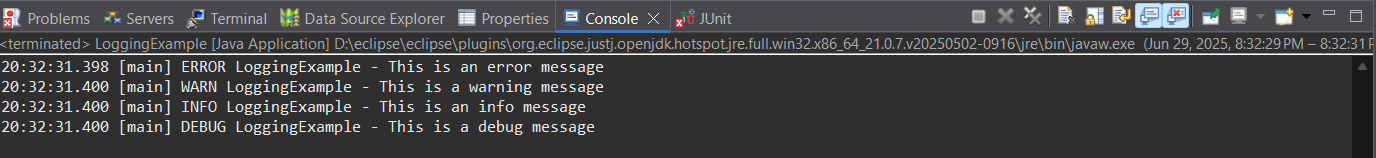 Problems Servers Terminal Data Source Explorer Properties Console JUnit
<terminated> LoggingExample [Java Application] D:\eclipse\eclipse\plugins\org.eclipse.justj.openjdk.hotspot.jre.full.win32.x86_64_21.0.7.v20250502-0916\jre\bin\javaw.exe (Jun 29, 2025, 8:32:29 PM – 8:32:31 P
20:32:31.398 [main] ERROR LoggingExample - This is an error message
20:32:31.400 [main] WARN LoggingExample - This is a warning message
20:32:31.400 [main] INFO LoggingExample - This is an info message
20:32:31.400 [main] DEBUG LoggingExample - This is a debug message